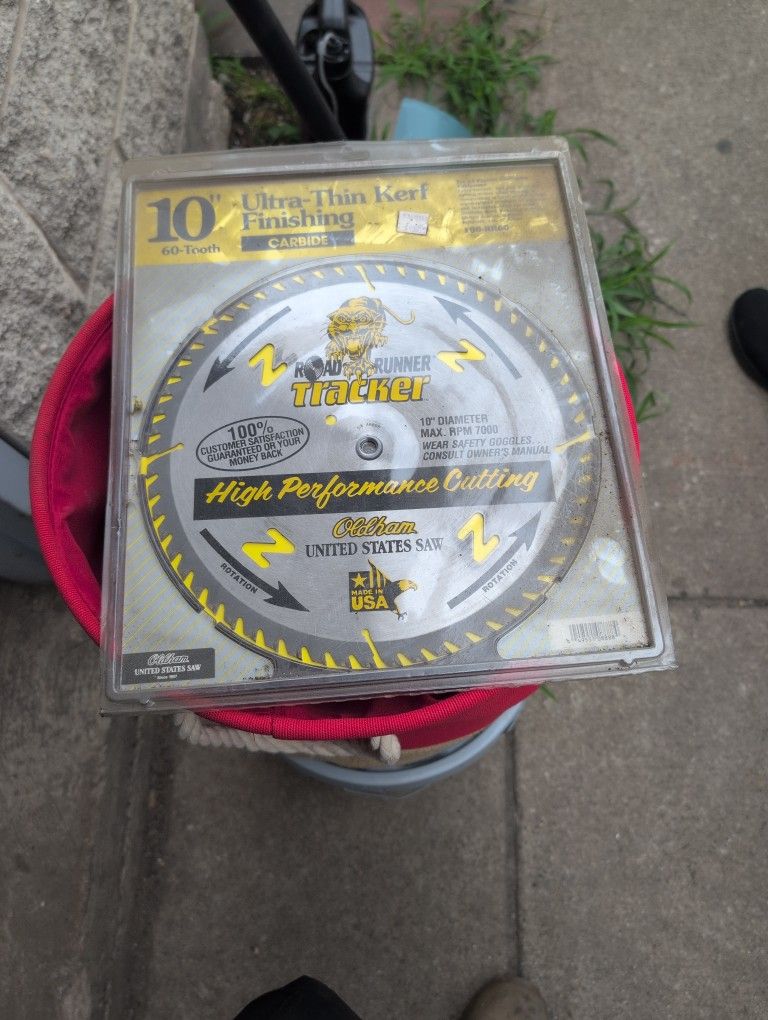 10"
60-Tooth
Ultra-Thin Kerf
Finishing
CARBIDE
ROAD RUNNER
Tracker
100%
CUSTOMER SATISFACTION
GUARANTEED OR YOUR
MONEY BACK
10" DIAMETER
MAX. RPM 7000
WEAR SAFETY GOGGLES.
CONSULT OWNER'S MANUAL
High Performance Cutting
Oldham
UNITED STATES SAW
ROTATION
MADE IN
USA
ROTATION
Oldham
UNITED STATES SAW
Since 1857